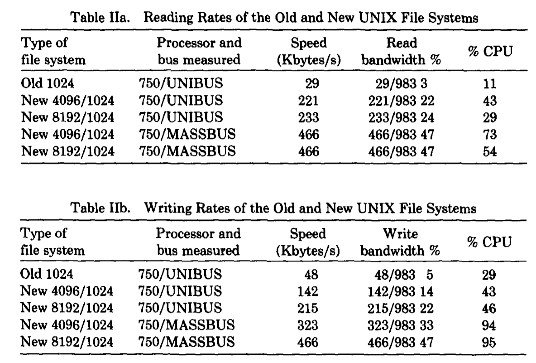 Table IIa. Reading Rates of the Old and New UNIX File Systems
Type of Processor and Speed Read % CPU
file system bus measured (Kbytes/s) bandwidth %
Old 1024 750/UNIBUS 29 29/983 3 11
New 4096/1024 750/UNIBUS 221 221/983 22 43
New 8192/1024 750/UNIBUS 233 233/983 24 29
New 4096/1024 750/MASSBUS 466 466/983 47 73
New 8192/1024 750/MASSBUS 466 466/983 47 54
Table IIb. Writing Rates of the Old and New UNIX File Systems
Type of Processor and Speed Write % CPU
file system bus measured (Kbytes/s) bandwidth %
Old 1024 750/UNIBUS 48 48/983 5 29
New 4096/1024 750/UNIBUS 142 142/983 14 43
New 8192/1024 750/UNIBUS 215 215/983 22 46
New 4096/1024 750/MASSBUS 323 323/983 33 94
New 8192/1024 750/MASSBUS 466 466/983 47 95